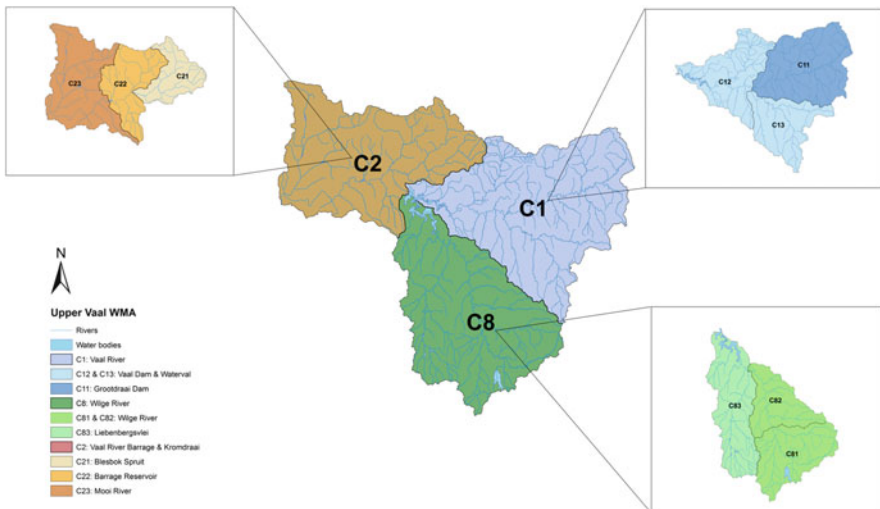 C23
C22
C21
C2
C1
C8
C12
C11
C13
C83
C82
C81
N
Upper Vaal WMA
Rivers
Water bodies
C1: Vaal River
C12 & C13: Vaal Dam & Waterval
C11: Grootdraai Dam
C8: Wilge River
C81 & C82: Wilge River
C83: Liebenbergsvlei
C2: Vaal River Barrage & Kromdraai
C21: Blesbok Spruit
C22: Barrage Reservoir
C23: Mooi River